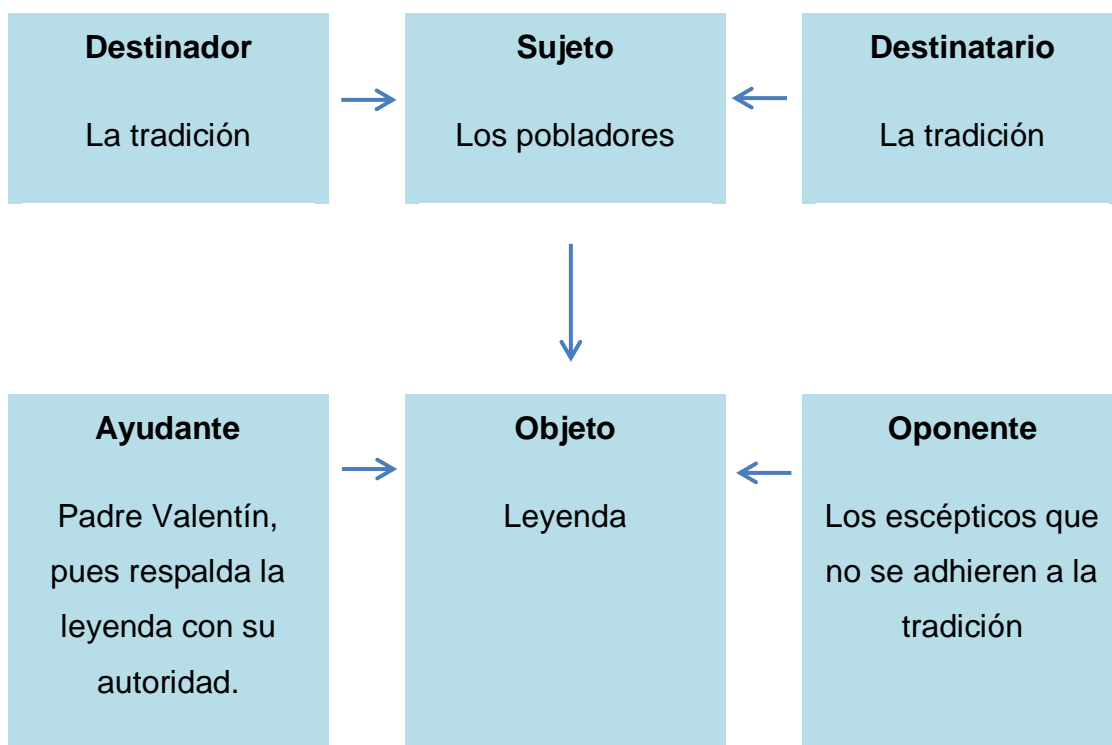 Destinador
La tradición
Sujeto
Los pobladores
Destinatario
La tradición
Ayudante
Padre Valentín,
pues respalda la
leyenda con su
autoridad.
Objeto
Leyenda
Oponente
Los escépticos que
no se adhieren a la
tradición